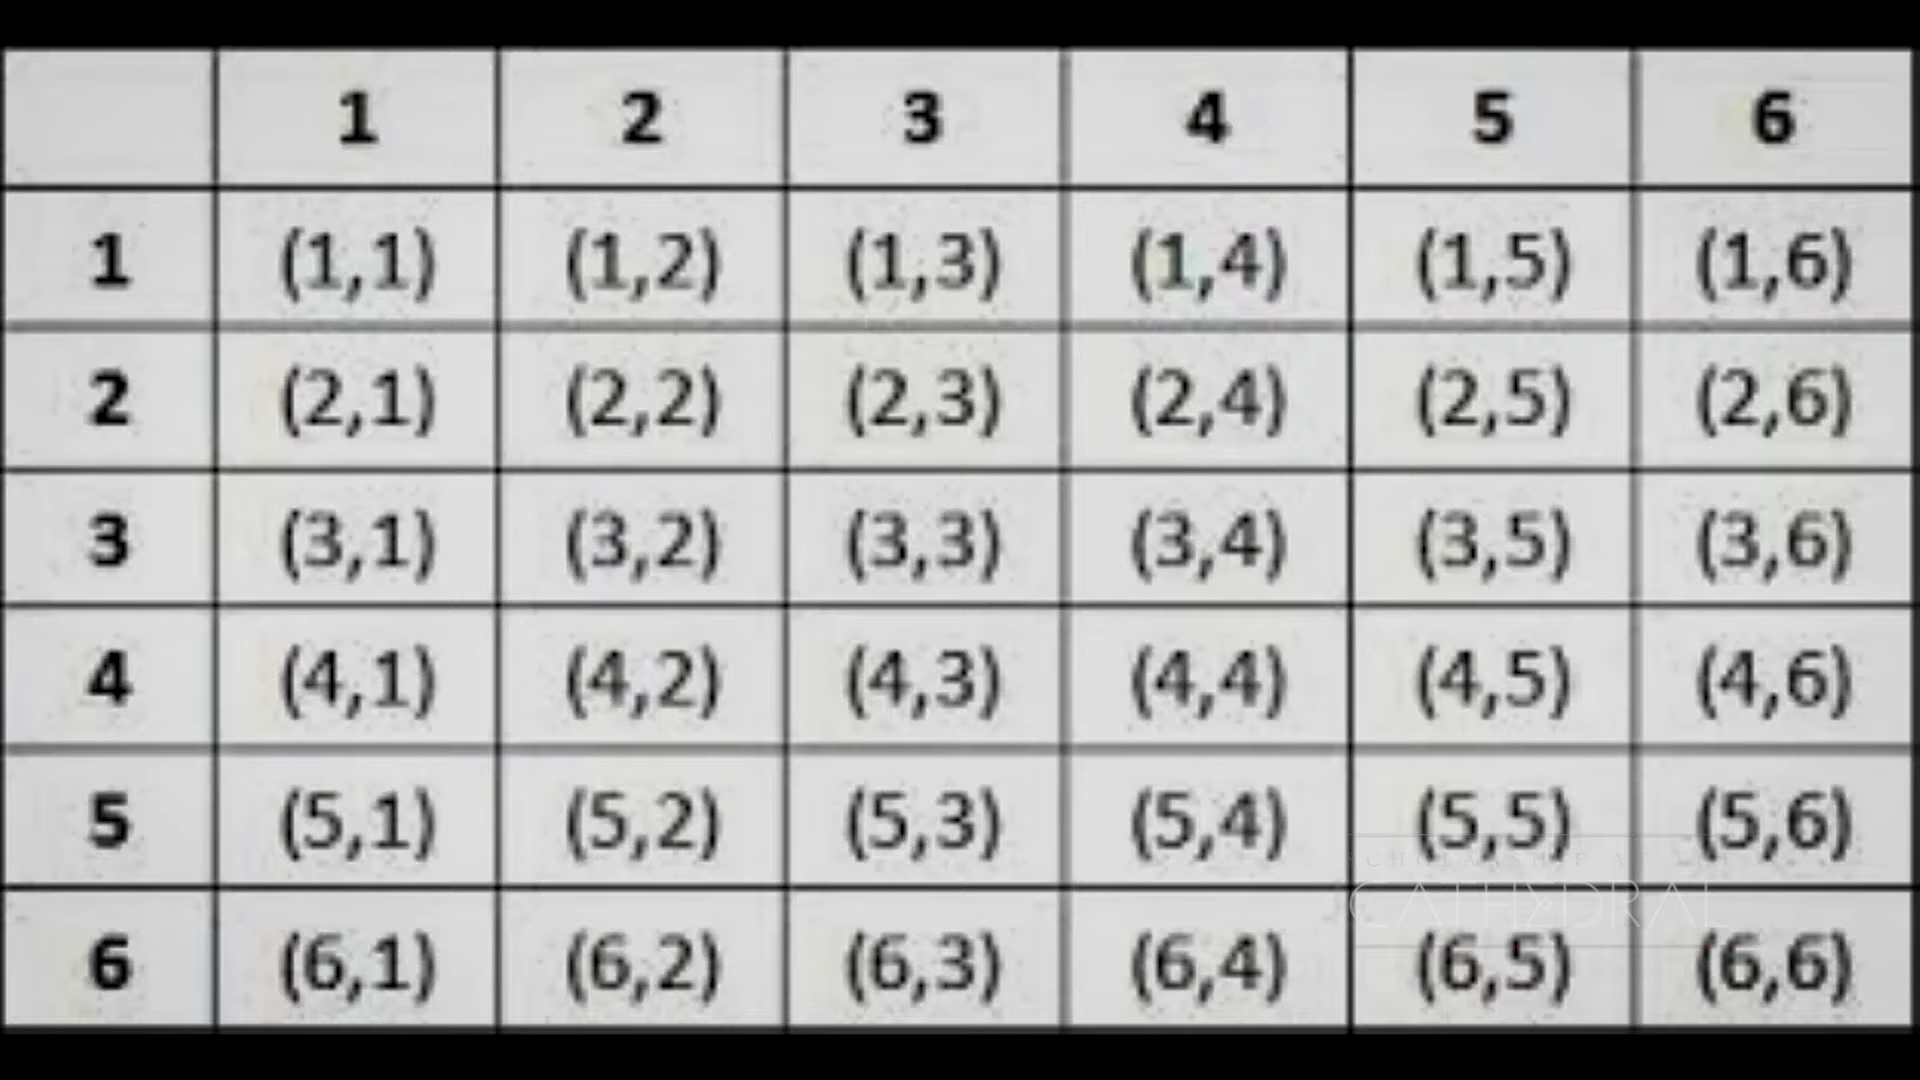 1 2 3 4 5 6
1 (1,1) (1,2) (1,3) (1,4) (1,5) (1,6)
2 (2,1) (2,2) (2,3) (2,4) (2,5) (2,6)
3 (3,1) (3,2) (3,3) (3,4) (3,5) (3,6)
4 (4,1) (4,2) (4,3) (4,4) (4,5) (4,6)
5 (5,1) (5,2) (5,3) (5,4) (5,5) (5,6)
6 (6,1) (6,2) (6,3) (6,4) (6,5) (6,6)
CATHEDRAL